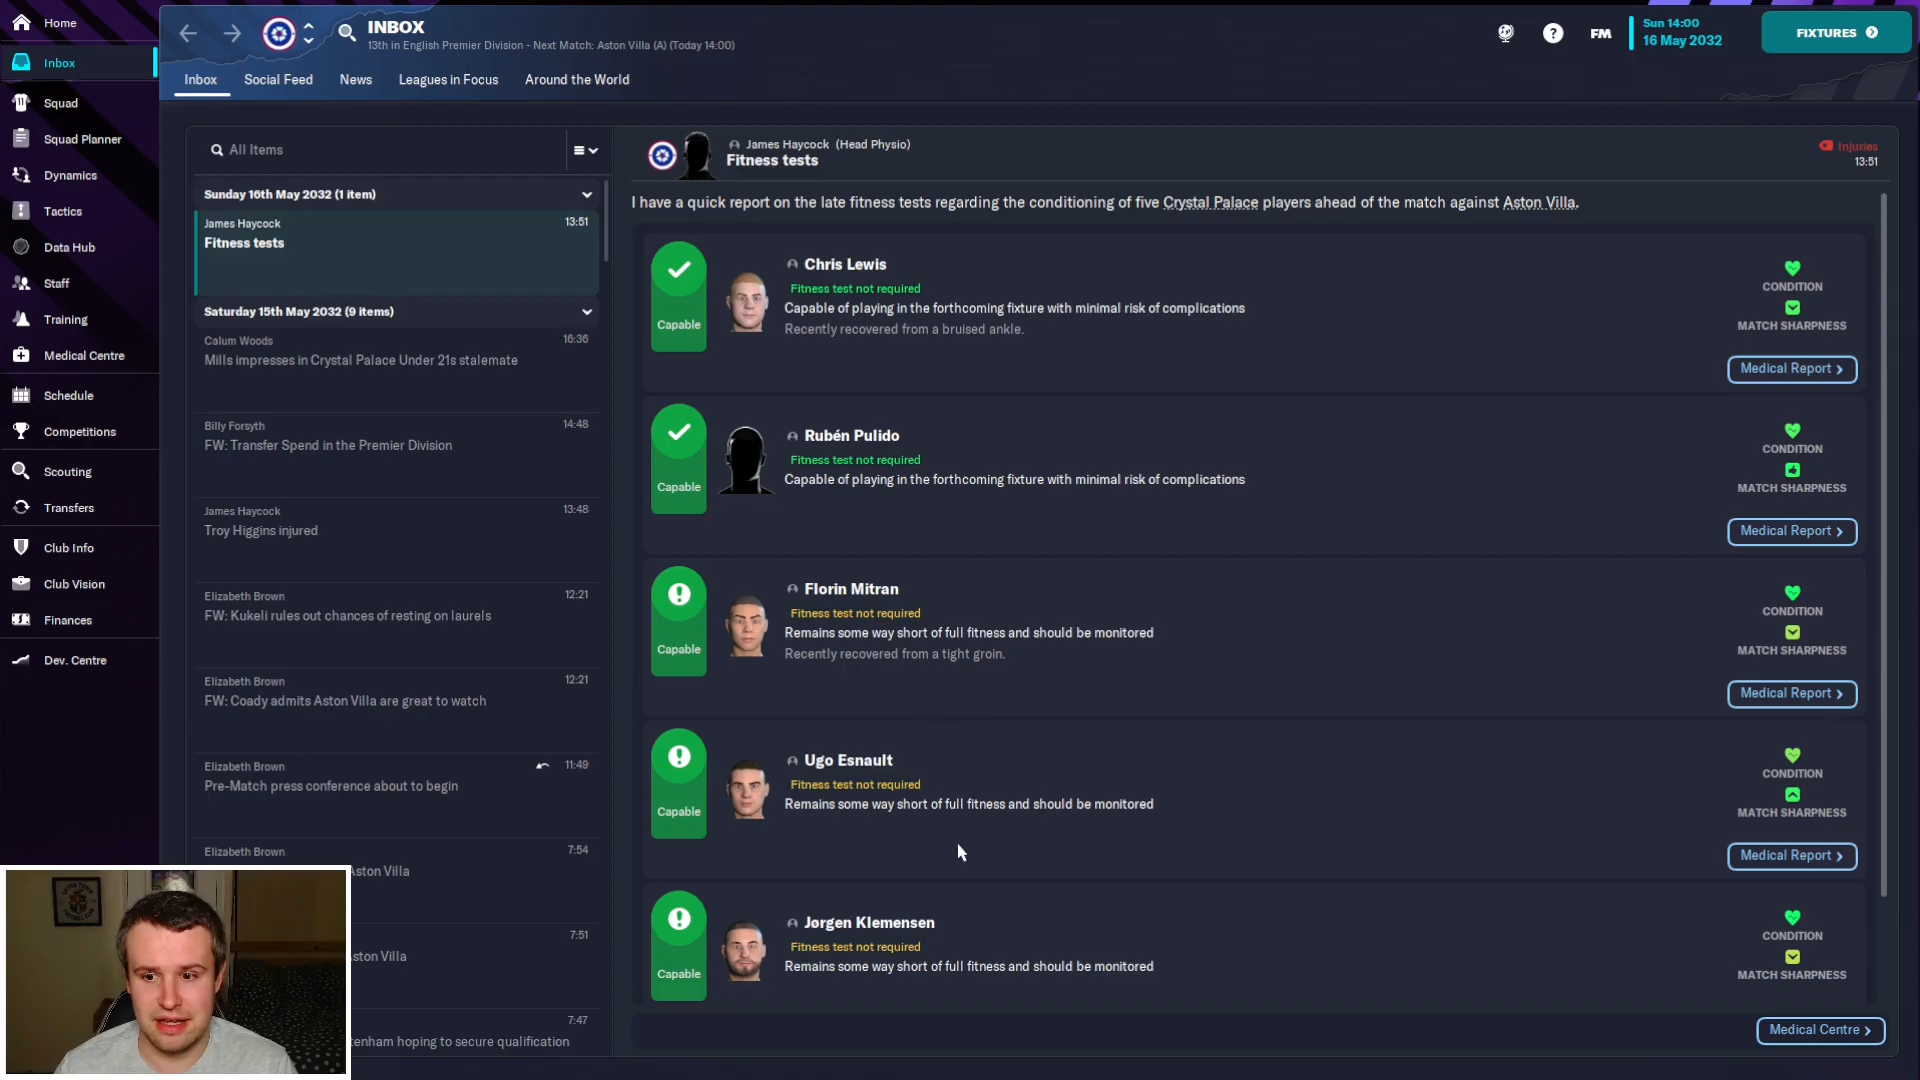 Home
Inbox
Squad
Squad Planner
Dynamics
Tactics
Data Hub
Staff
Training
Medical Centre
Schedule
Competitions
Scouting
Transfers
Club Info
Club Vision
Finances
Dev. Centre
INBOX
13th in English Premier Division - Next Match: Aston Villa (A) (Today 14:00)
FM
Sun 14:00
16 May 2032
FIXTURES
Inbox
Social Feed
News
Leagues in Focus
Around the World
All Items
Sunday 16th May 2032 (1 item)
James Haycock 13:51
Fitness tests
Saturday 15th May 2032 (9 items)
Calum Woods 16:36
Mills impresses in Crystal Palace Under 21s stalemate
Billy Forsyth 14:48
FW: Transfer Spend in the Premier Division
James Haycock 13:48
Troy Higgins injured
Elizabeth Brown 12:21
FW: Kukeli rules out chances of resting on laurels
Elizabeth Brown 12:21
FW: Coady admits Aston Villa are great to watch
Elizabeth Brown 11:49
Pre-Match press conference about to begin
Elizabeth Brown 7:54
Aston Villa
7:51
ston Villa
7:47
tenham hoping to secure qualification
James Haycock (Head Physio)
Fitness tests
Injuries
13:51
I have a quick report on the late fitness tests regarding the conditioning of five Crystal Palace players ahead of the match against Aston Villa.
Capable
Chris Lewis
Fitness test not required
Capable of playing in the forthcoming fixture with minimal risk of complications
Recently recovered from a bruised ankle.
CONDITION
MATCH SHARPNESS
Medical Report
Capable
Rubén Pulido
Fitness test not required
Capable of playing in the forthcoming fixture with minimal risk of complications
CONDITION
MATCH SHARPNESS
Medical Report
Capable
Florin Mitran
Fitness test not required
Remains some way short of full fitness and should be monitored
Recently recovered from a tight groin.
CONDITION
MATCH SHARPNESS
Medical Report
Capable
Ugo Esnault
Fitness test not required
Remains some way short of full fitness and should be monitored
CONDITION
MATCH SHARPNESS
Medical Report
Capable
Jørgen Klemensen
Fitness test not required
Remains some way short of full fitness and should be monitored
CONDITION
MATCH SHARPNESS
Medical Centre